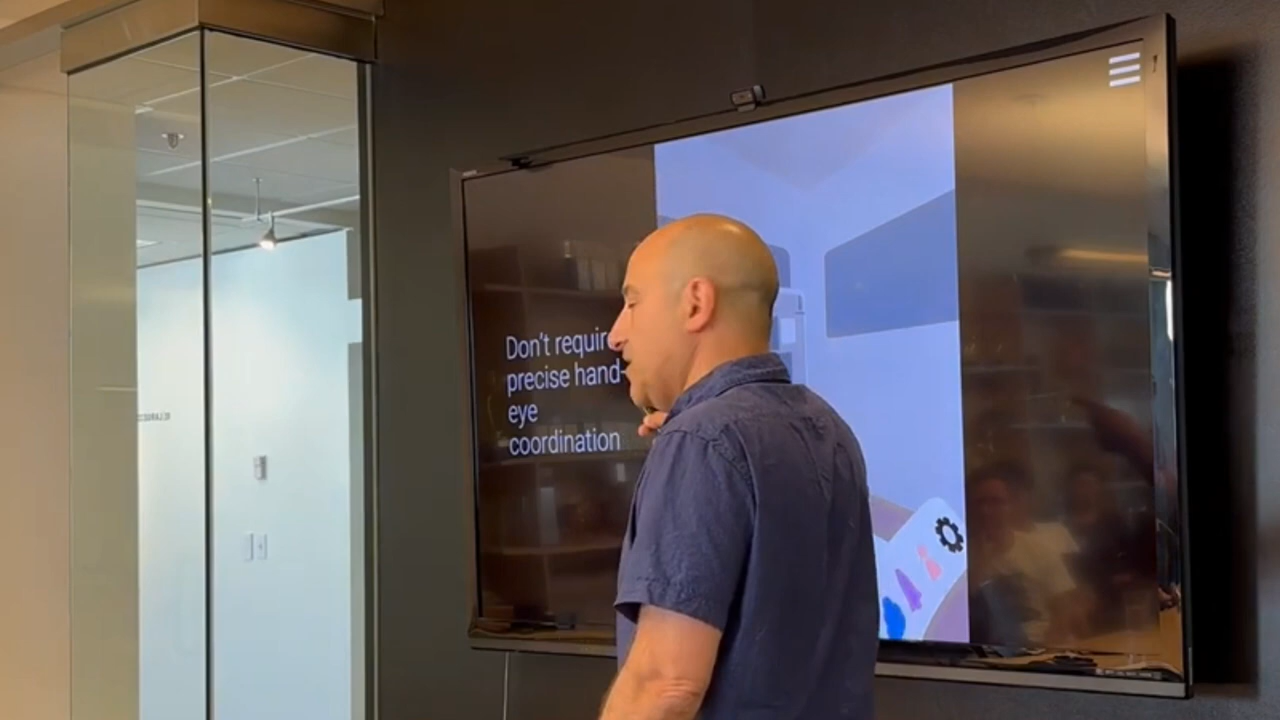 Don't requir
precise hand-
eye
coordination